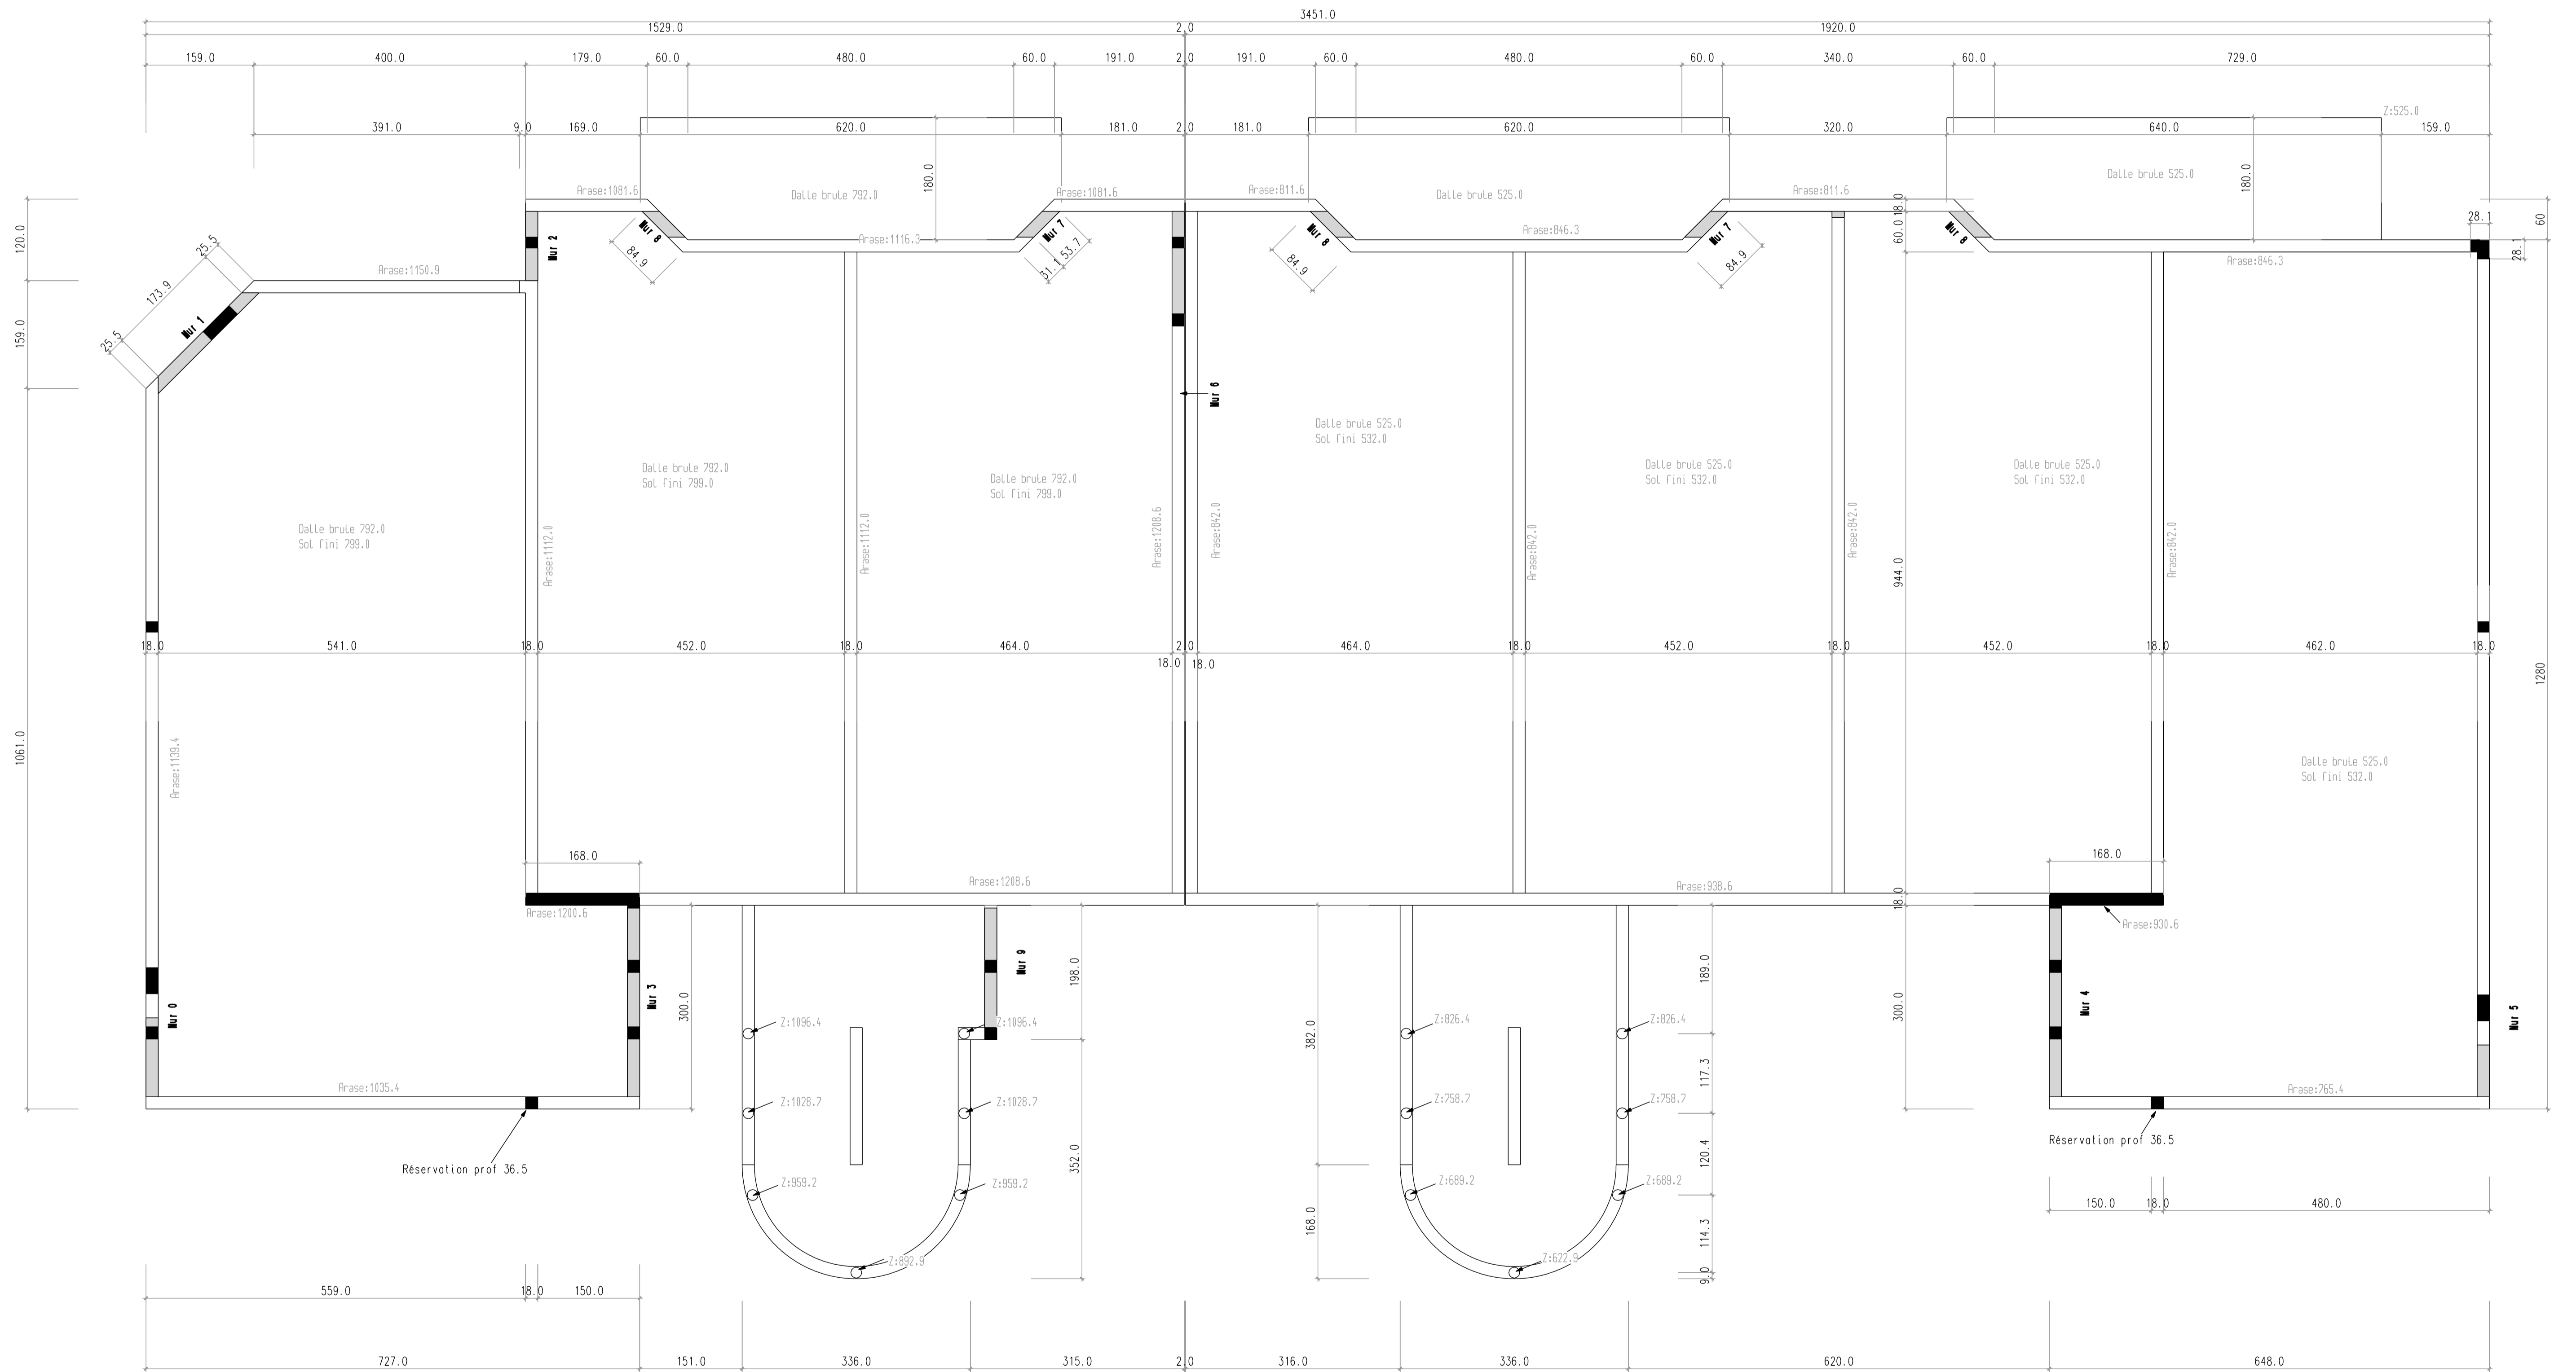 3451.0
1529.0 2.0 1920.0
159.0 400.0 179.0 60.0 480.0 60.0 191.0 2.0 191.0 60.0 480.0 60.0 340.0 60.0 729.0
Z:525.0
391.0 9.0 169.0 620.0 181.0 2.0 181.0 620.0 320.0 640.0 159.0
180.0
180.0
Dalle brule 525.0
Arase:1081.6
Dalle brule 792.0
Arase:1081.6
Arase:811.6
Dalle brule 525.0
Arase:811.6
18.0
60.0
28.1
60
28.1
120.0
25.5
173.9
25.5
159.0
Mur 1
Arase:1150.9
Mur 2
Mur 8
84.9
Arase:1116.3
Mur 7
31.1 53.7
Mur 8
84.9
Arase:846.3
Mur 7
84.9
Mur 8
Arase:846.3
Mur 6
Dalle brule 525.0
Sol fini 532.0
Dalle brule 792.0
Sol fini 799.0
Dalle brule 792.0
Sol fini 799.0
Dalle brule 525.0
Sol fini 532.0
Dalle brule 525.0
Sol fini 532.0
Dalle brule 792.0
Sol fini 799.0
Arase:1112.0
Arase:1112.0
Arase:1208.6
Arase:842.0
Arase:842.0
Arase:842.0
944.0
Arase:842.0
18.0 541.0 18.0 452.0 18.0 464.0 2.0 464.0 18.0 452.0 18.0 452.0 18.0 462.0 18.0
18.0 18.0
1280
1061.0
Arase:1139.4
Dalle brule 525.0
Sol fini 532.0
168.0
168.0
Arase:1208.6
Arase:938.6
18.0
Arase:1200.6
Arase:930.6
Mur 0
Mur 3
300.0
Mur 9
198.0
382.0
189.0
300.0
Mur 4
Mur 5
Z:1096.4
Z:1096.4
Z:826.4
Z:826.4
117.3
Arase:1035.4
Arase:765.4
Z:1028.7
Z:1028.7
Z:758.7
Z:758.7
Réservation prof 36.5
Réservation prof 36.5
352.0
120.4
Z:959.2
Z:959.2
Z:689.2
Z:689.2
150.0 18.0 480.0
168.0
114.3
Z:892.9
Z:622.9
9.0
559.0 18.0 150.0
727.0 151.0 336.0 315.0 2.0 316.0 336.0 620.0 648.0